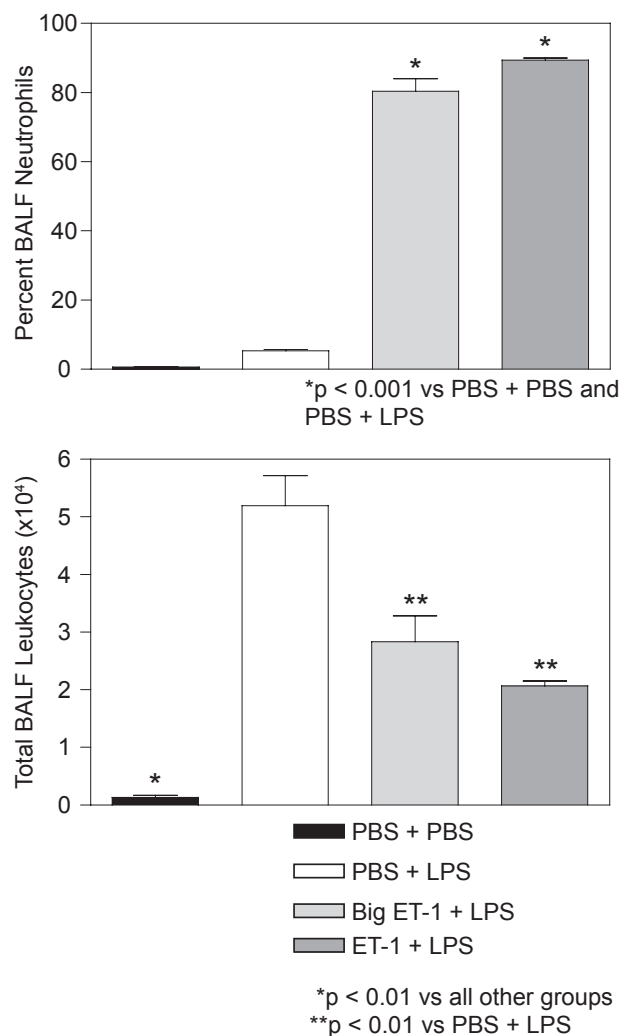 100
80
60
40
20
0
Percent BALF Neutrophils
*
*
*p < 0.001 vs PBS + PBS and
PBS + LPS
6
5
4
3
2
1
0
Total BALF Leukocytes (x10⁴)
*
**
**
PBS + PBS
PBS + LPS
Big ET-1 + LPS
ET-1 + LPS
*p < 0.01 vs all other groups
**p < 0.01 vs PBS + LPS